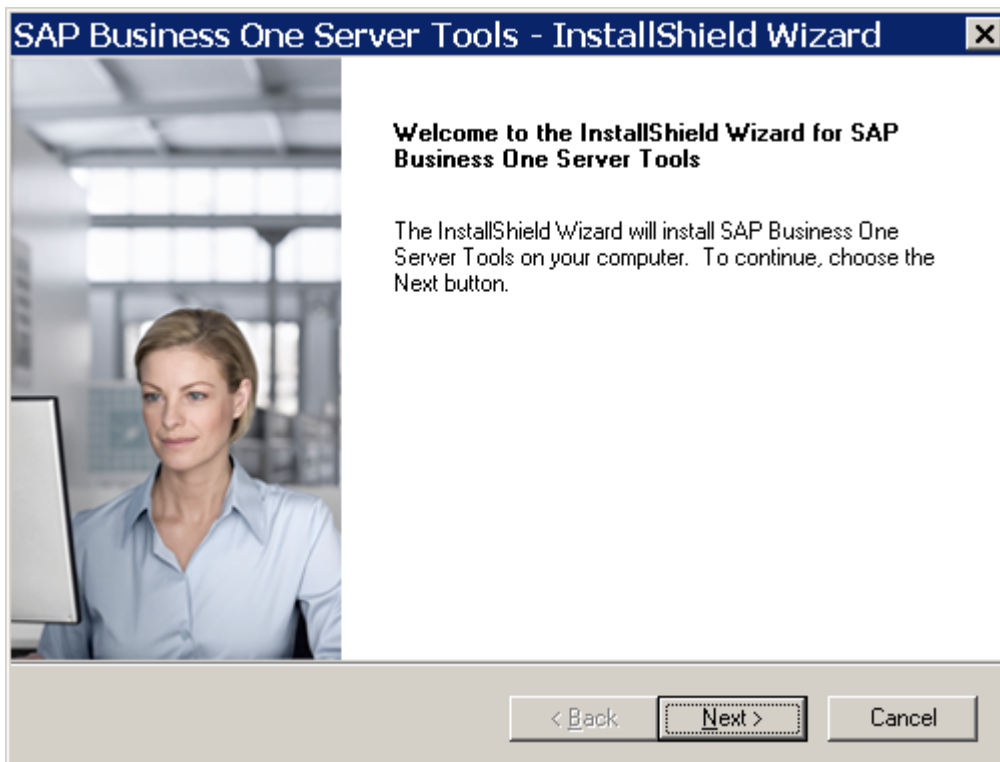 SAP Business One Server Tools - InstallShield Wizard
Welcome to the InstallShield Wizard for SAP
Business One Server Tools
The InstallShield Wizard will install SAP Business One
Server Tools on your computer.  To continue, choose the
Next button.
< Back
Next >
Cancel